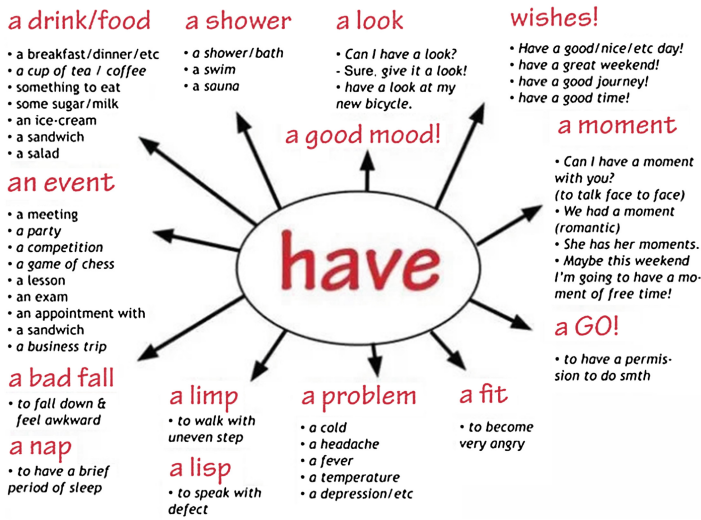 a drink/food
• a breakfast/dinner/etc
• a cup of tea / coffee
• something to eat
• some sugar/milk
• an ice-cream
• a sandwich
• a salad
a shower
• a shower/bath
• a swim
• a sauna
a look
• Can I have a look?
- Sure, give it a look!
• have a look at my
new bicycle.
wishes!
• Have a good/nice/etc day!
• have a great weekend!
• have a good journey!
• have a good time!
a good mood!
a moment
• Can I have a moment
with you?
(to talk face to face)
• We had a moment
(romantic)
• She has her moments.
• Maybe this weekend
I'm going to have a mo-
ment of free time!
an event
• a meeting
• a party
• a competition
• a game of chess
• a lesson
• an exam
• an appointment with
• a sandwich
• a business trip
have
a GO!
• to have a permis-
sion to do smth
a bad fall
• to fall down &
feel awkward
a nap
• to have a brief
period of sleep
a limp
• to walk with
uneven step
a lisp
• to speak with
defect
a problem
• a cold
• a headache
• a fever
• a temperature
• a depression/etc
a fit
• to become
very angry